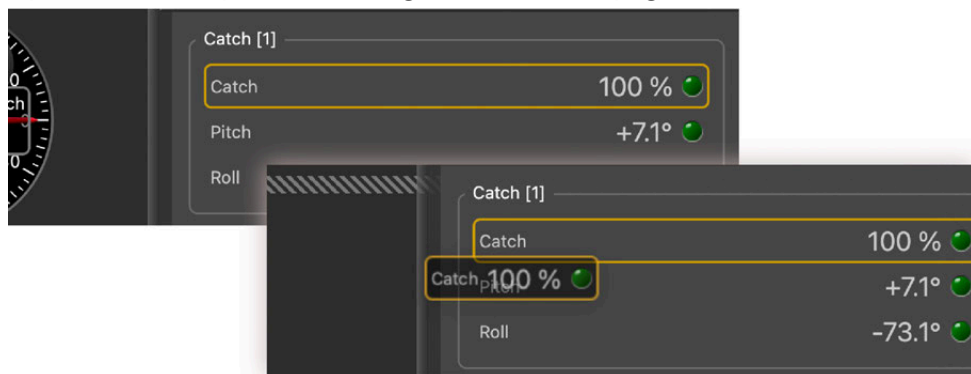 Catch [1]
Catch 100 %
Pitch +7.1°
Roll
Catch [1]
Catch 100 %
Catch 100 %
Pitch +7.1°
Roll -73.1°